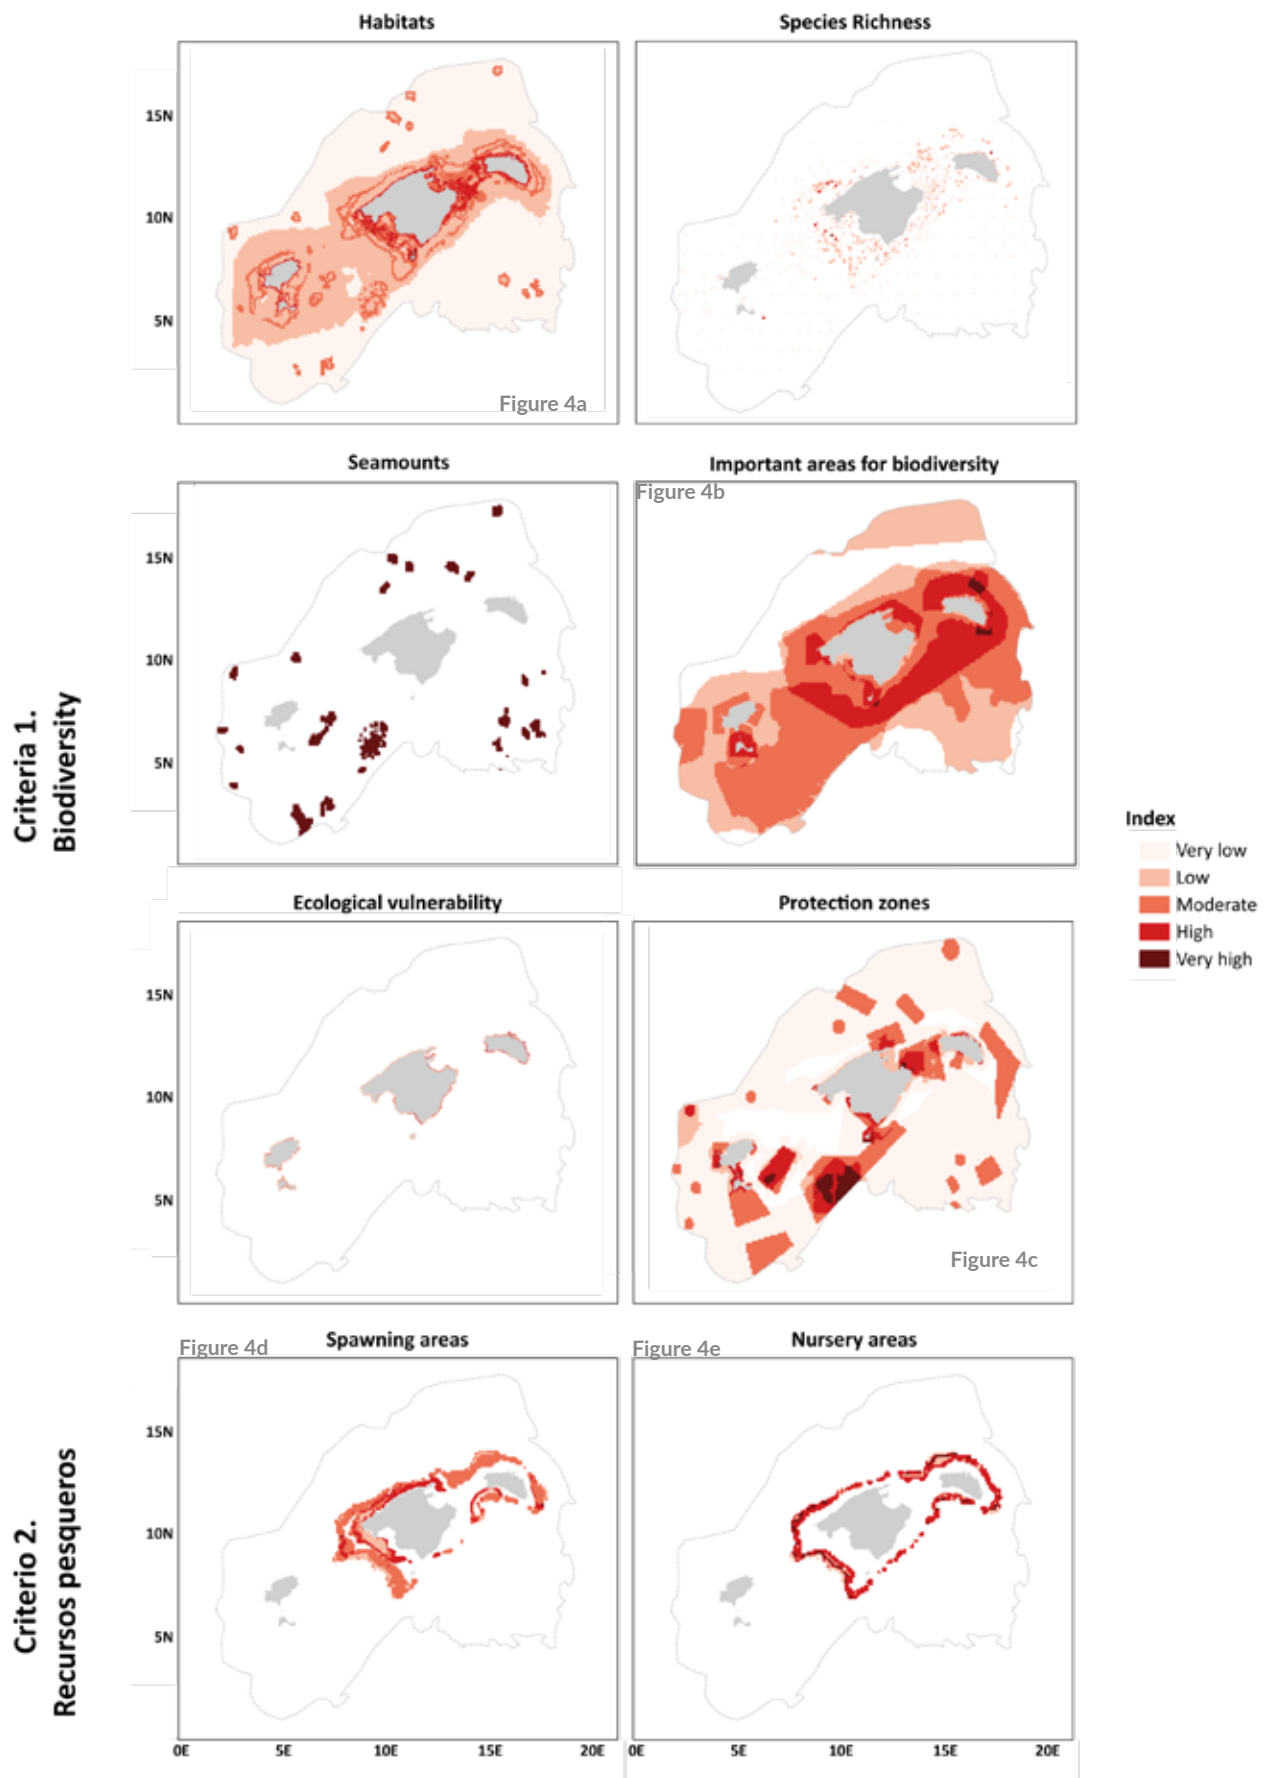 Habitats
Species Richness
15N
10N
5N
Figure 4a
Seamounts
Important areas for biodiversity
Figure 4b
15N
10N
5N
Criteria 1.
Biodiversity
Index
Very low
Low
Moderate
High
Very high
Ecological vulnerability
Protection zones
15N
10N
5N
Figure 4c
Figure 4d
Spawning areas
Figure 4e
Nursery areas
15N
10N
5N
Criterio 2.
Recursos pesqueros
0E 5E 10E 15E 20E
0E 5E 10E 15E 20E